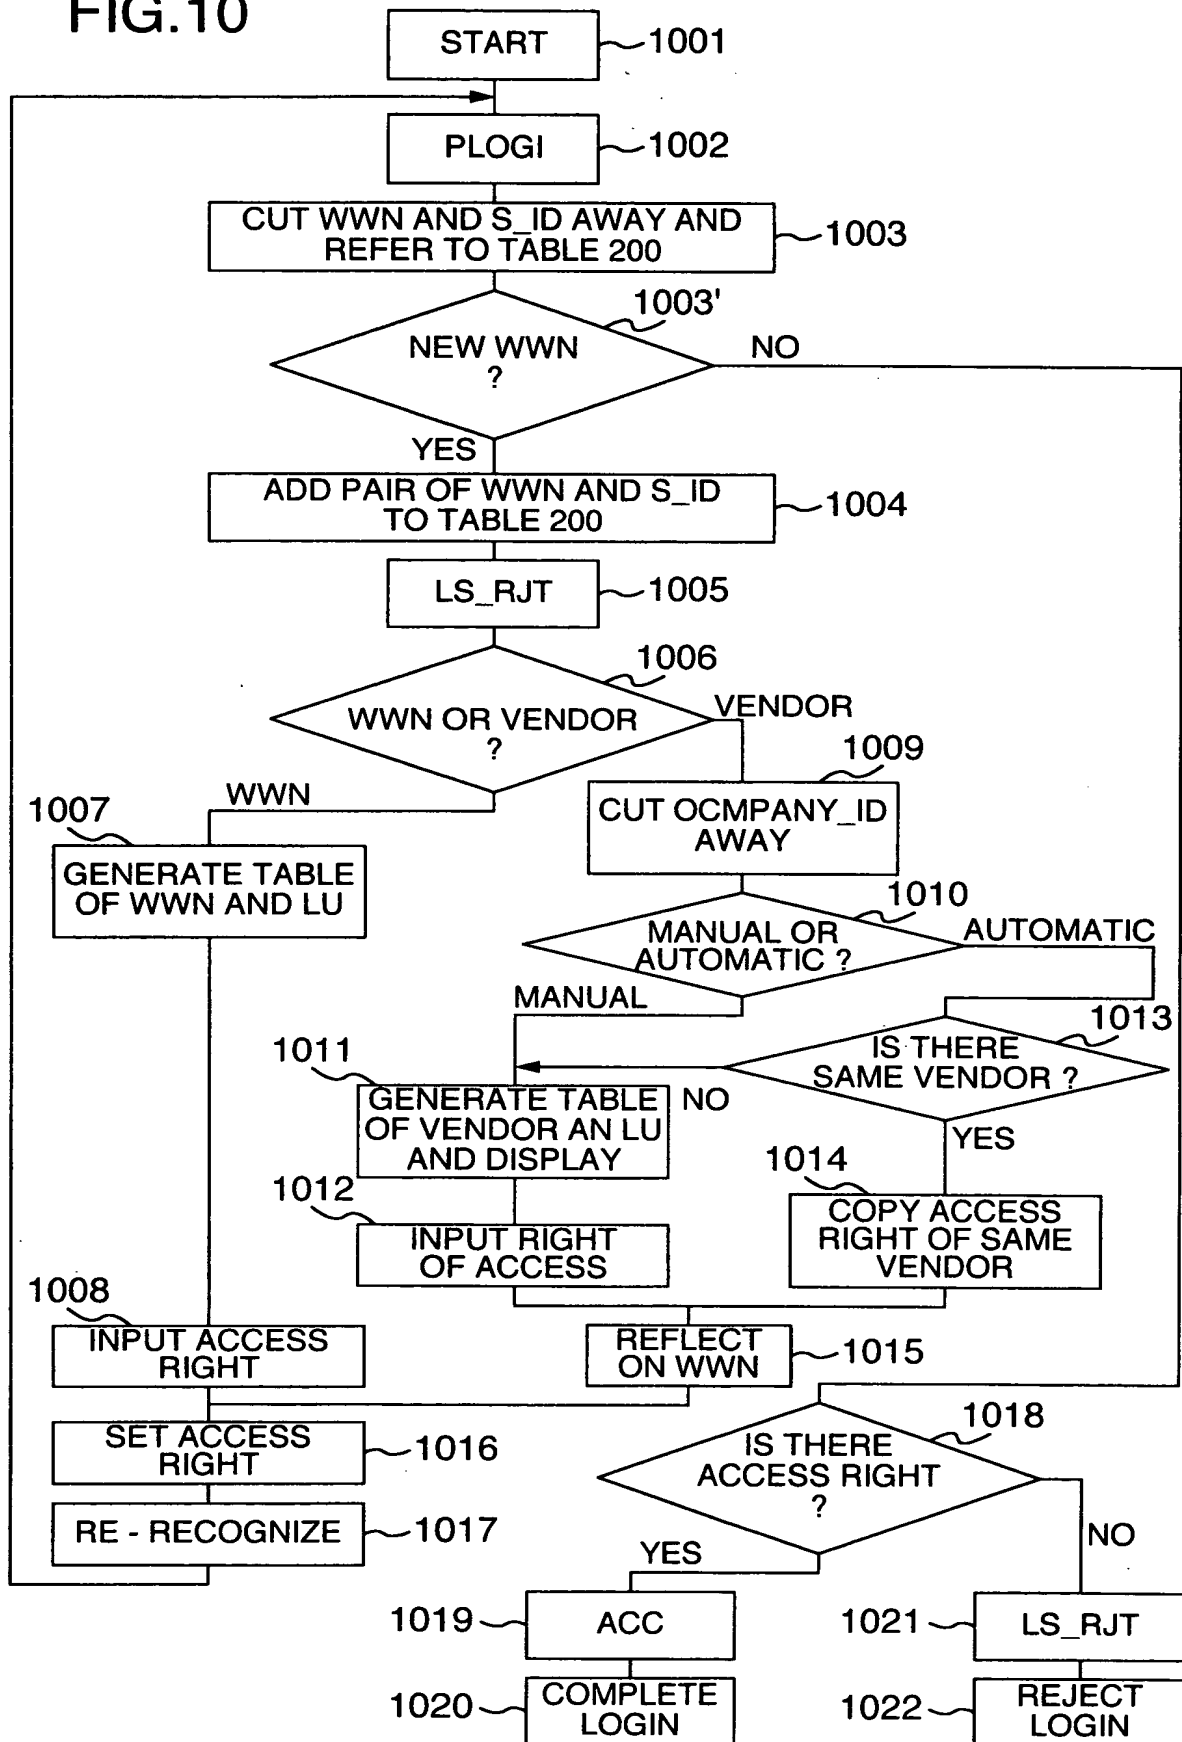 FIG.10
START
1001
PLOGI
1002
CUT WWN AND S_ID AWAY AND
REFER TO TABLE 200
1003
1003'
NEW WWN
?
NO
YES
ADD PAIR OF WWN AND S_ID
TO TABLE 200
1004
LS_RJT
1005
1006
WWN OR VENDOR
?
VENDOR
WWN
1007
GENERATE TABLE
OF WWN AND LU
1009
CUT OCMPANY_ID
AWAY
1010
MANUAL OR
AUTOMATIC ?
AUTOMATIC
MANUAL
1013
IS THERE
SAME VENDOR ?
NO
YES
1011
GENERATE TABLE
OF VENDOR AN LU
AND DISPLAY
1012
INPUT RIGHT
OF ACCESS
1014
COPY ACCESS
RIGHT OF SAME
VENDOR
1008
INPUT ACCESS
RIGHT
REFLECT
ON WWN
1015
SET ACCESS
RIGHT
1016
RE - RECOGNIZE
1017
1018
IS THERE
ACCESS RIGHT
?
YES
NO
1019
ACC
1021
LS_RJT
1020
COMPLETE
LOGIN
1022
REJECT
LOGIN